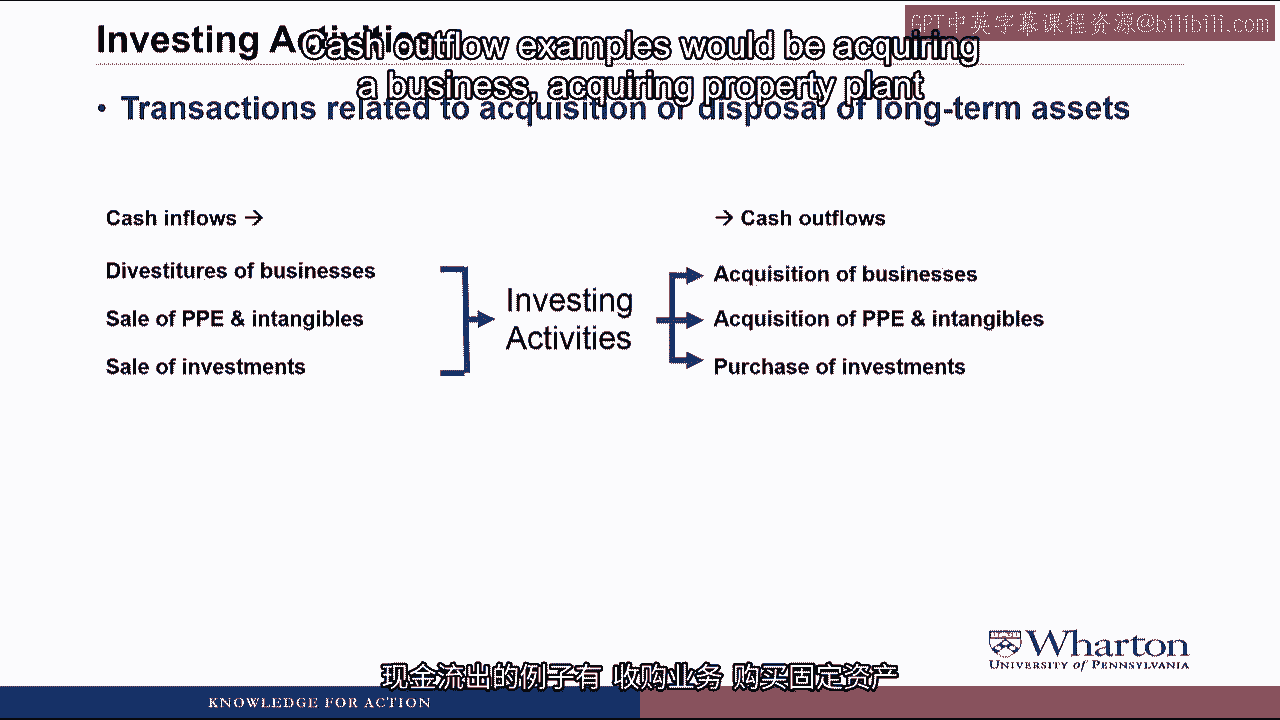 GPT中英字幕课程资源@bilibili.com
Investing Activities
Cash outflow examples would be acquiring
a business, acquiring property plant
• Transactions related to acquisition or disposal of long-term assets
Cash inflows →
→ Cash outflows
Divestitures of businesses
Acquisition of businesses
Investing
Activities
Sale of PPE & intangibles
Acquisition of PPE & intangibles
Sale of investments
Purchase of investments
Wharton
UNIVERSITY of PENNSYLVANIA
现金流出的例子有 收购业务 购买固定资产
KNOWLEDGE FOR ACTION